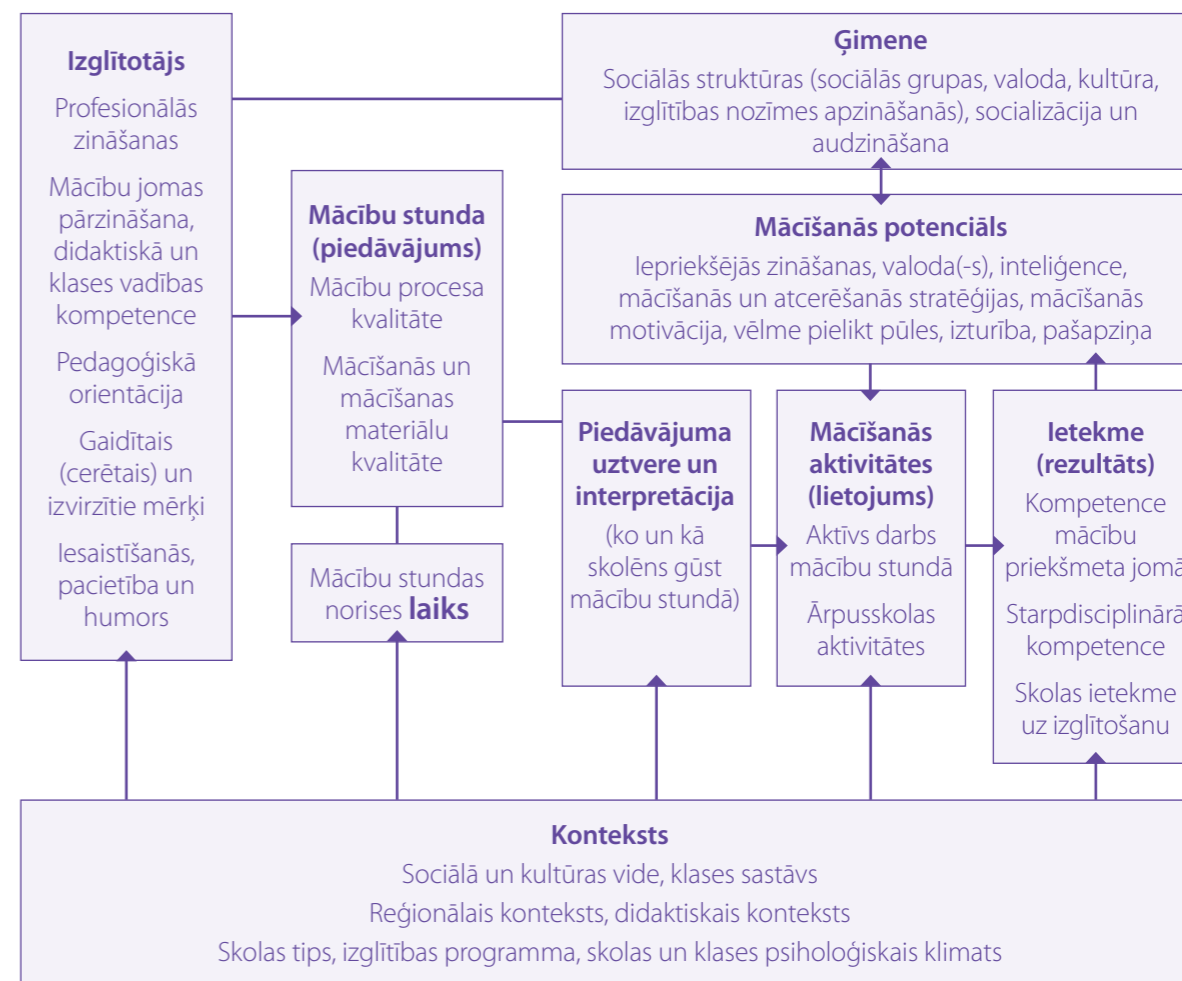 Izglītotājs
Profesionālās
zināšanas
Mācību jomas
pārzināšana,
didaktiskā un
klases vadības
kompetence
Pedagoģiskā
orientācija
Gaidītais
(cerētais) un
izvirzītie mērķi
Iesaistīšanās,
pacietība un
humors
Mācību stunda
(piedāvājums)
Mācību procesa
kvalitāte
Mācīšanās un
mācīšanas
materiālu
kvalitāte
Mācību stundas
norises laiks
Ģimene
Sociālās struktūras (sociālās grupas, valoda, kultūra,
izglītības nozīmes apzināšanās), socializācija un
audzināšana
Mācīšanās potenciāls
Iepriekšējās zināšanas, valoda(-s), inteliģence,
mācīšanās un atcerēšanās stratēģijas, mācīšanās
motivācija, vēlme pielikt pūles, izturība, pašapziņa
Piedāvājuma
uztvere un
interpretācija
(ko un kā
skolēns gūst
mācību stundā)
Mācīšanās
aktivitātes
(lietojums)
Aktīvs darbs
mācību stundā
Ārpusskolas
aktivitātes
Ietekme
(rezultāts)
Kompetence
mācību
priekšmeta jomā
Starpdisciplinārā
kompetence
Skolas ietekme
uz izglītošanu
Konteksts
Sociālā un kultūras vide, klases sastāvs
Reģionālais konteksts, didaktiskais konteksts
Skolas tips, izglītības programma, skolas un klases psiholoģiskais klimats